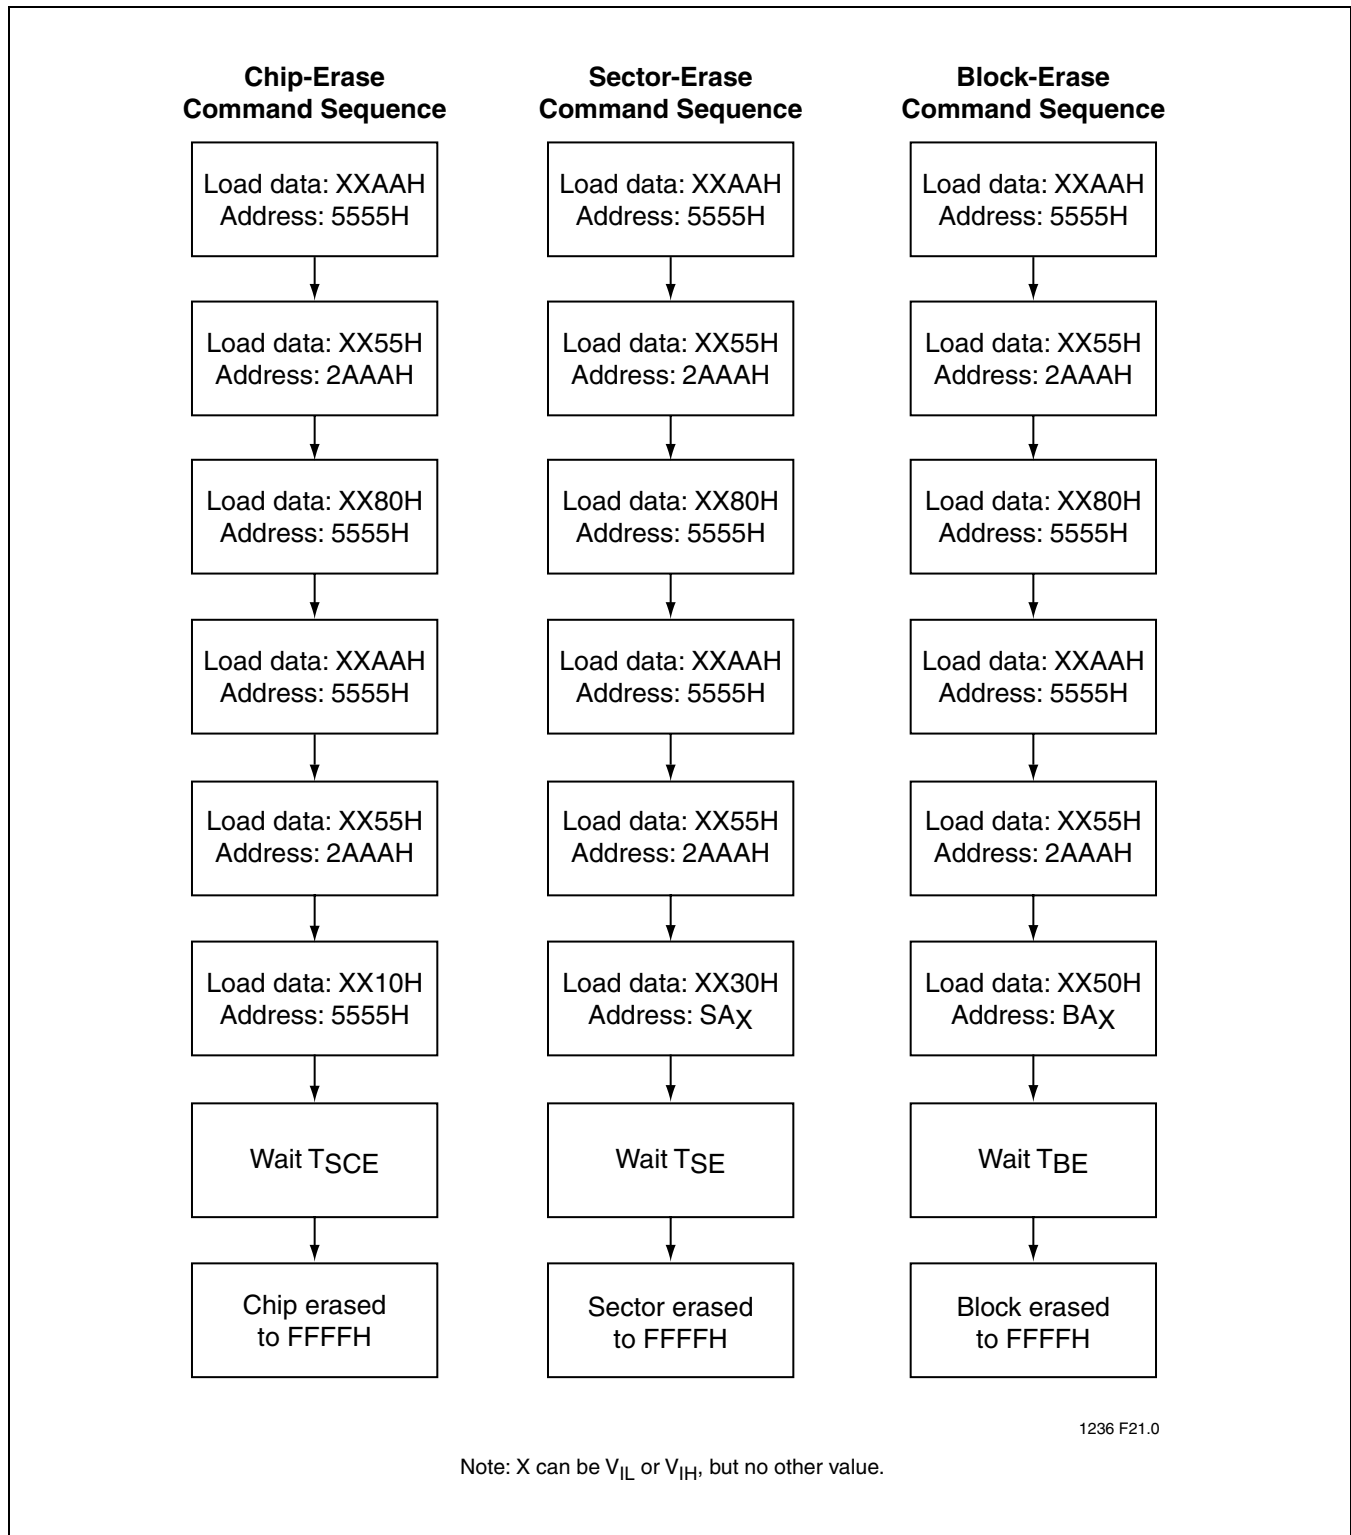 Chip-Erase
Command Sequence
Load data: XXAAH
Address: 5555H
Load data: XX55H
Address: 2AAAH
Load data: XX80H
Address: 5555H
Load data: XXAAH
Address: 5555H
Load data: XX55H
Address: 2AAAH
Load data: XX10H
Address: 5555H
Wait TSCE
Chip erased
to FFFFH
Sector-Erase
Command Sequence
Load data: XXAAH
Address: 5555H
Load data: XX55H
Address: 2AAAH
Load data: XX80H
Address: 5555H
Load data: XXAAH
Address: 5555H
Load data: XX55H
Address: 2AAAH
Load data: XX30H
Address: SAX
Wait TSE
Sector erased
to FFFFH
Block-Erase
Command Sequence
Load data: XXAAH
Address: 5555H
Load data: XX55H
Address: 2AAAH
Load data: XX80H
Address: 5555H
Load data: XXAAH
Address: 5555H
Load data: XX55H
Address: 2AAAH
Load data: XX50H
Address: BAX
Wait TBE
Block erased
to FFFFH
1236 F21.0
Note: X can be VIL or VIH, but no other value.